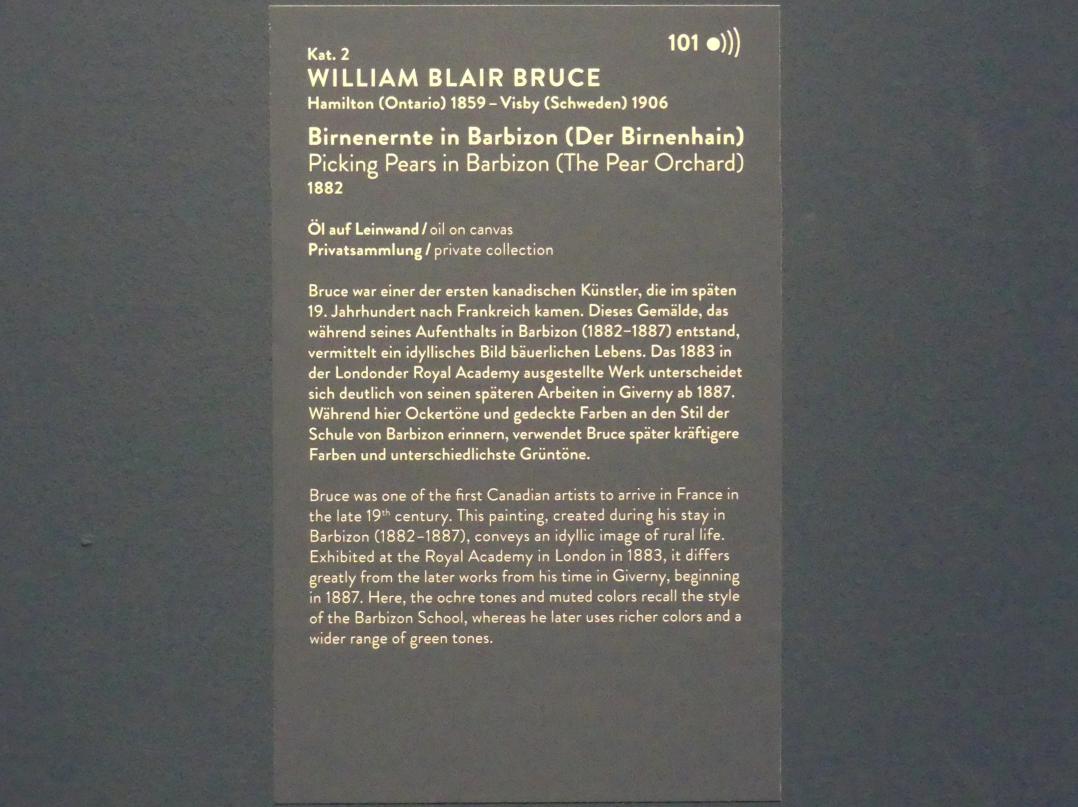 101
Kat. 2
WILLIAM BLAIR BRUCE
Hamilton (Ontario) 1859 – Visby (Schweden) 1906
Birnenernte in Barbizon (Der Birnenhain)
Picking Pears in Barbizon (The Pear Orchard)
1882
Öl auf Leinwand / oil on canvas
Privatsammlung / private collection
Bruce war einer der ersten kanadischen Künstler, die im späten
19. Jahrhundert nach Frankreich kamen. Dieses Gemälde, das
während seines Aufenthalts in Barbizon (1882–1887) entstand,
vermittelt ein idyllisches Bild bäuerlichen Lebens. Das 1883 in
der Londonder Royal Academy ausgestellte Werk unterscheidet
sich deutlich von seinen späteren Arbeiten in Giverny ab 1887.
Während hier Ockertöne und gedeckte Farben an den Stil der
Schule von Barbizon erinnern, verwendet Bruce später kräftigere
Farben und unterschiedlichste Grüntöne.
Bruce was one of the first Canadian artists to arrive in France in
the late 19th century. This painting, created during his stay in
Barbizon (1882–1887), conveys an idyllic image of rural life.
Exhibited at the Royal Academy in London in 1883, it differs
greatly from the later works from his time in Giverny, beginning
in 1887. Here, the ochre tones and muted colors recall the style
of the Barbizon School, whereas he later uses richer colors and a
wider range of green tones.